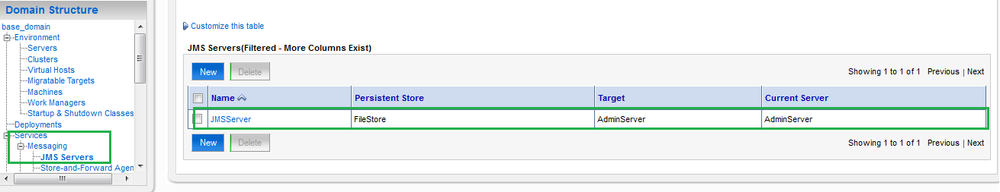 Domain Structure
base_domain
Environment
Servers
Clusters
Virtual Hosts
Migratable Targets
Machines
Work Managers
Startup & Shutdown Classes
Deployments
Services
Messaging
JMS Servers
Store-and-Forward Agen
Customize this table
JMS Servers(Filtered - More Columns Exist)
New Delete Showing 1 to 1 of 1 Previous | Next
Name Persistent Store Target Current Server
JMSServer FileStore AdminServer AdminServer
New Delete Showing 1 to 1 of 1 Previous | Next